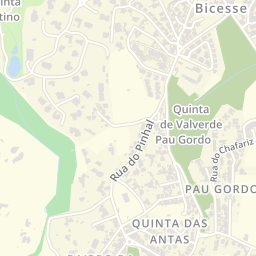 Bicesse
Quinta
de Valverde
Pau Gordo
Rua do Pinhal
Rua do Chafariz
PAU GORDO
QUINTA DAS
ANTAS